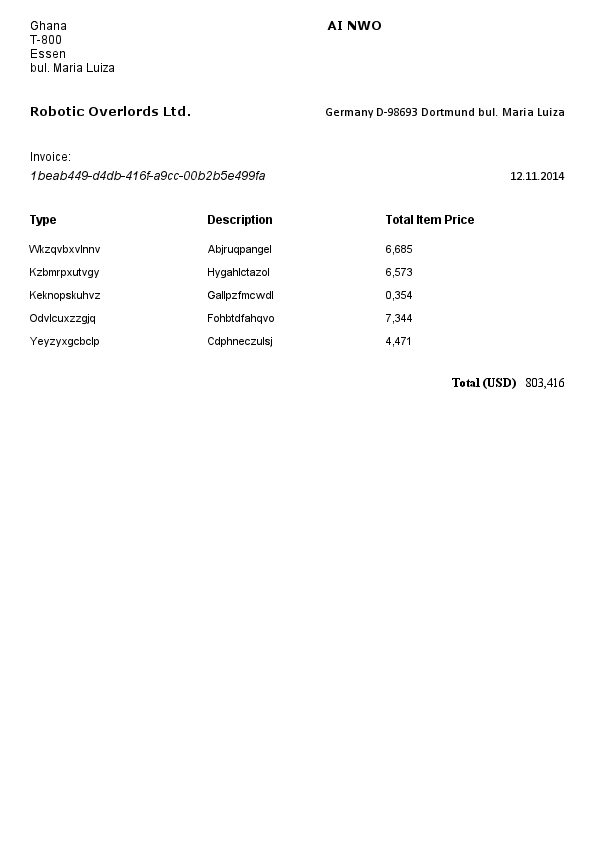 Ghana
T-800
Essen
bul. Maria Luiza
AI NWO
Robotic Overlords Ltd.
Germany D-98693 Dortmund bul. Maria Luiza
Invoice:
1beab449-d4db-416f-a9cc-00b2b5e499fa
12.11.2014
Type Description Total Item Price
Wkzqvbxvlnnv Abjruqpangel 6,685
Kzbmrpxutvgy Hygahlctazol 6,573
Keknopskuhvz Gallpzfmcwdl 0,354
Odvlcuxzzgjq Fohbtdfahqvo 7,344
Yeyzyxgcbclp Cdphneczulsj 4,471
Total (USD) 803,416